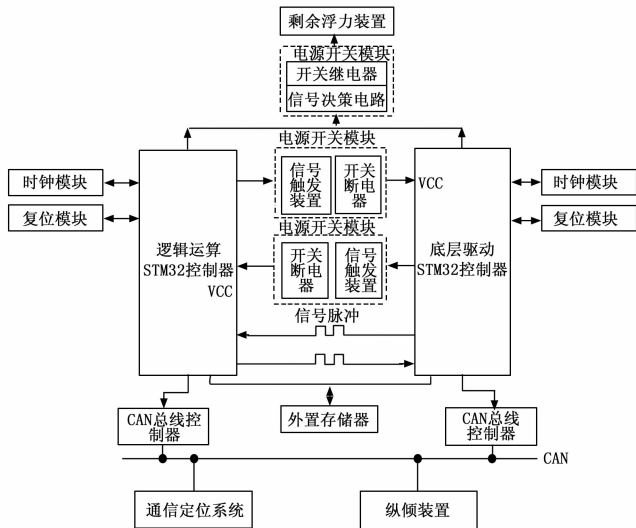 剩余浮力装置
电源开关模块
开关继电器
信号决策电路
电源开关模块
信号
触发
装置
开关
断电
器
VCC
时钟模块
时钟模块
复位模块
复位模块
电源开关模块
逻辑运算
STM32控制器
VCC
开关
断电
器
信号
触发
装置
底层驱动
STM32控制器
信号脉冲
CAN总线控
制器
外置存储器
CAN总线
控制器
CAN
通信定位系统
纵倾装置